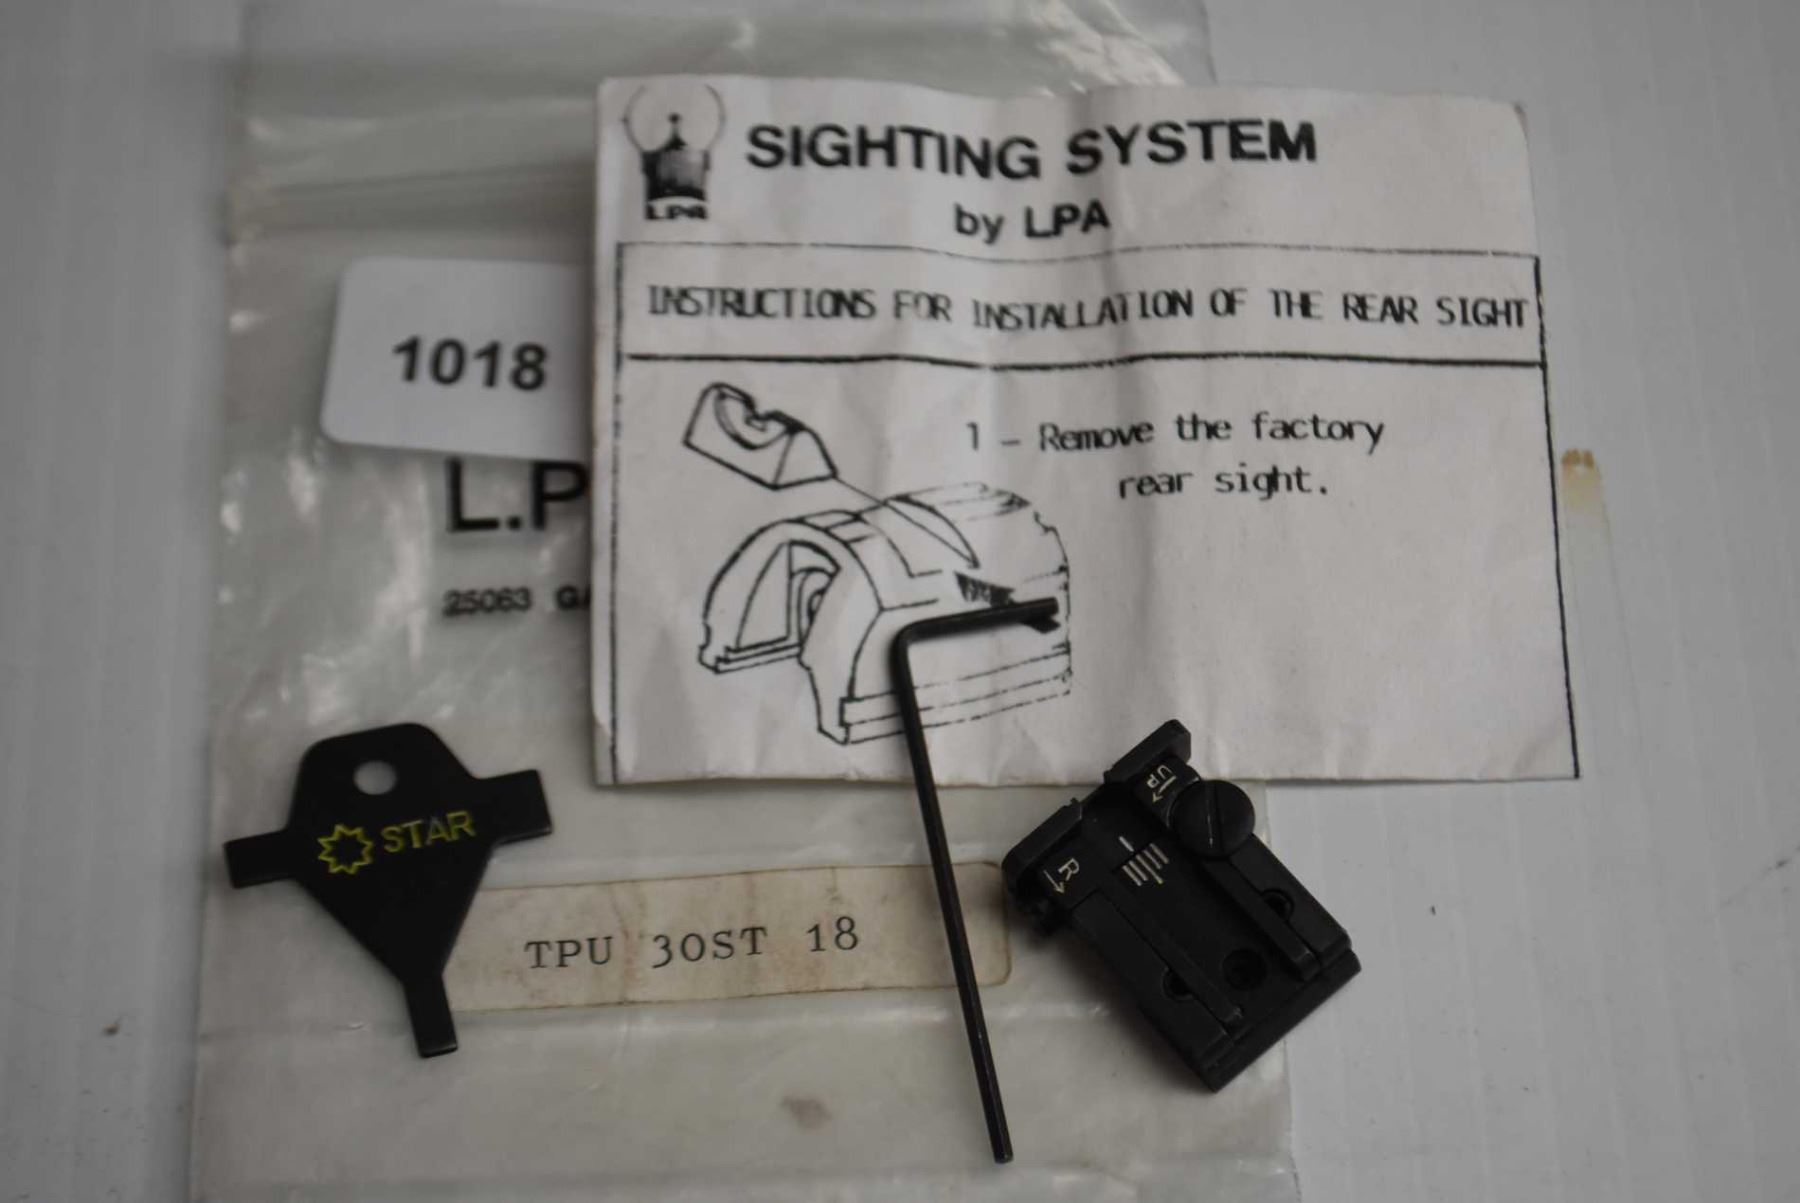 LPA
SIGHTING SYSTEM
by LPA
INSTRUCTIONS FOR INSTALLATION OF THE REAR SIGHT
1 - Remove the factory
rear sight.
1018
L.P
25063 GA
STAR
TPU 30ST 18
UP
R